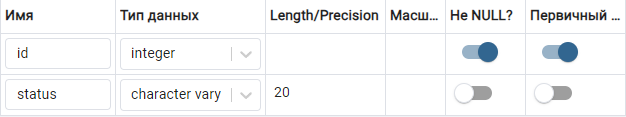 Имя Тип данных Length/Precision Масш... Не NULL? Первичный ...
id integer
status character vary 20